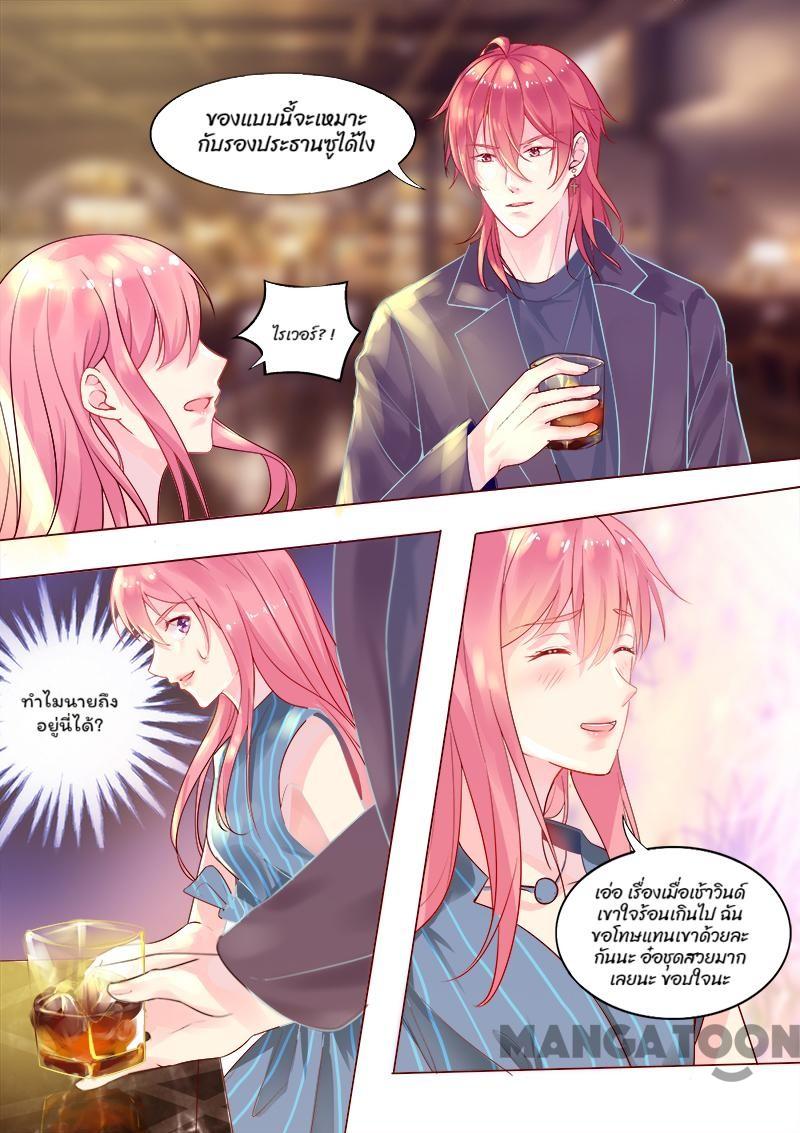 ของแบบนี้จะเหมาะ
กับรองประธานซูได้ไง
ไรเวอร์?!
ทำไมนายถึง
อยู่นี่ได้?
เอ่อ เรื่องเมื่อเช้าวินด์
เขาใจร้อนเกินไป ฉัน
ขอโทษแทนเขาด้วยละ
กันนะ อ๋อชุดสวยมาก
เลยนะ ขอบใจนะ
MANGATOON